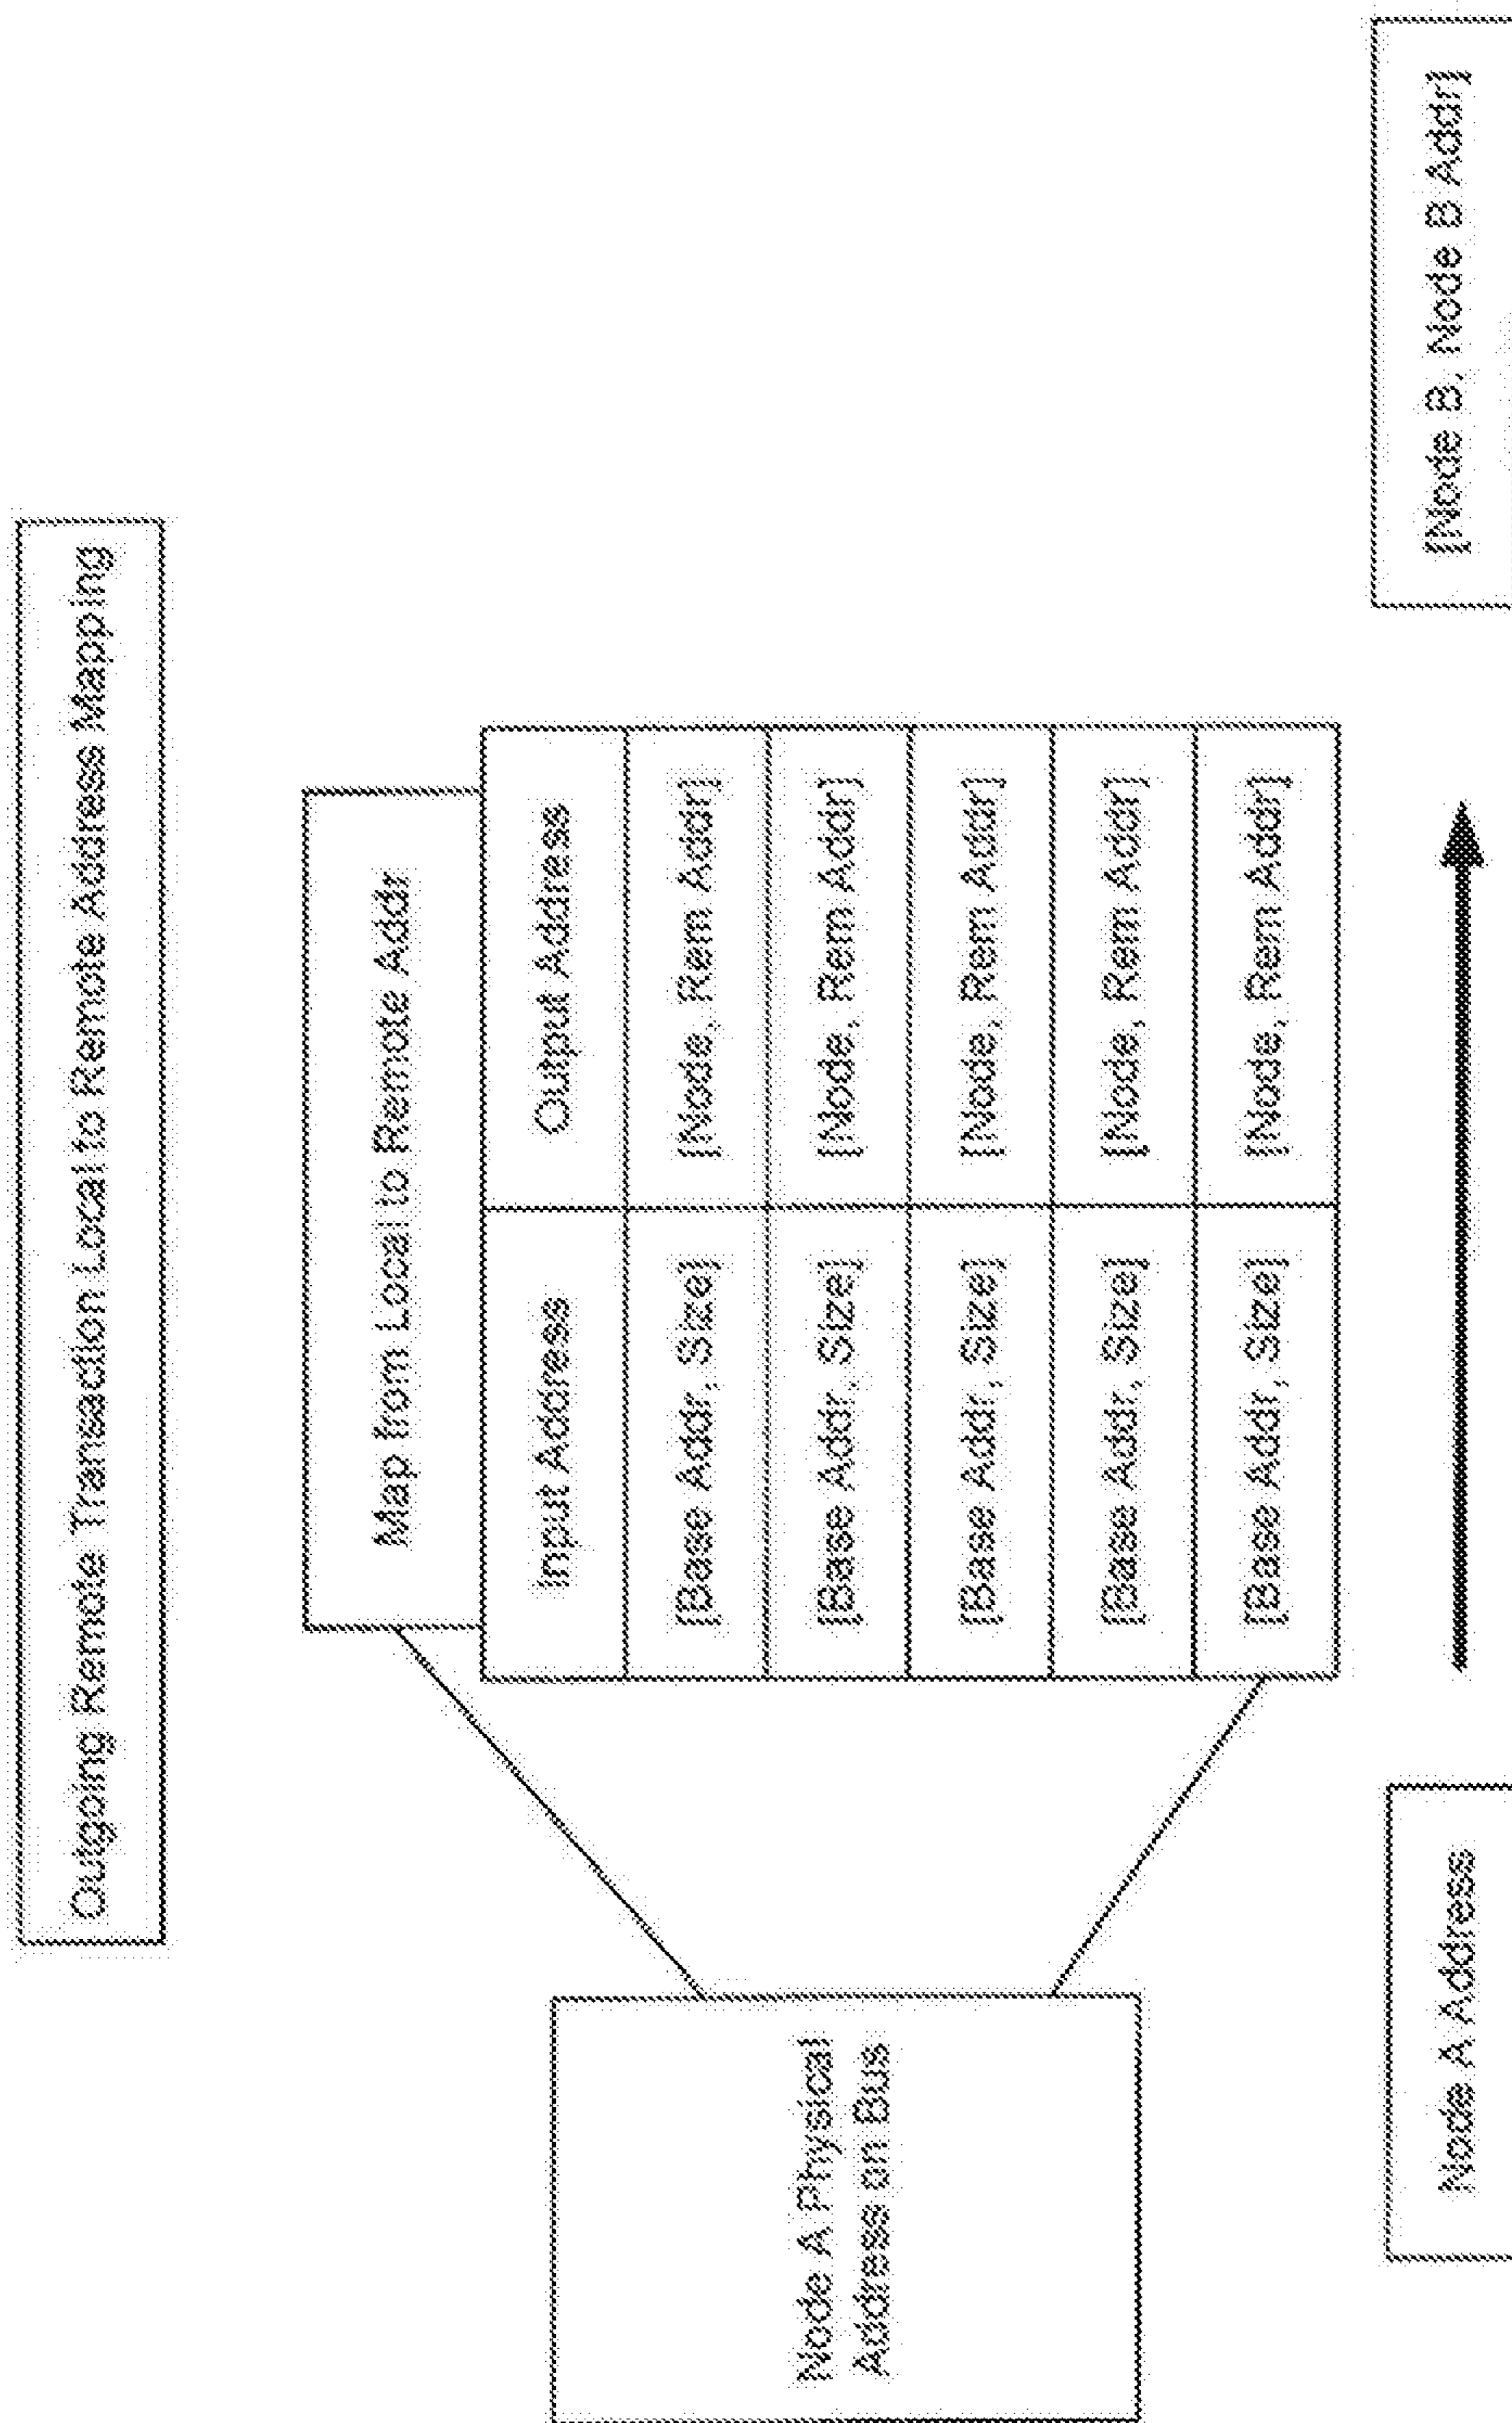 Outgoing Remote Transaction Local to Remote Address Mapping
Map from Local to Remote Addr
Input Address Output Address
[Base Addr, Size] [Node, Rem Addr]
[Base Addr, Size] [Node, Rem Addr]
[Base Addr, Size] [Node, Rem Addr]
[Base Addr, Size] [Node, Rem Addr]
[Base Addr, Size] [Node, Rem Addr]
Node A Physical
Address on Bus
Node A Address
[Node B, Node B Addr]